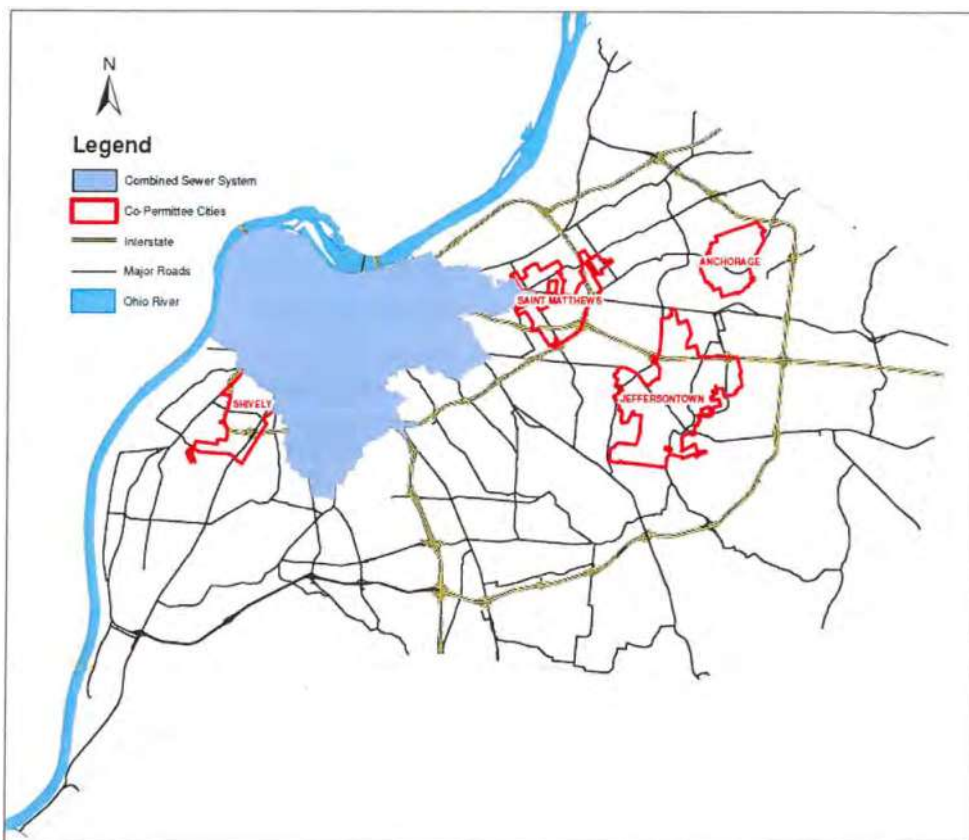 N
Legend
Combined Sewer System
Co-Permittee Cities
Interstate
Major Roads
Ohio River
ANCHORAGE
SAINT MATTHEWS
JEFFERSONTOWN
SHIVELY